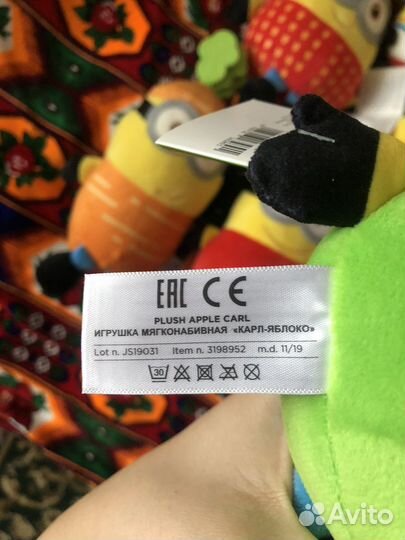 EAC CE
PLUSH APPLE CARL
ИГРУШКА МЯГКОНАБИВНАЯ «КАРЛ-ЯБЛОКО»
Lot n. JS19031 Item n. 3198952 m.d. 11/19
30
Avito